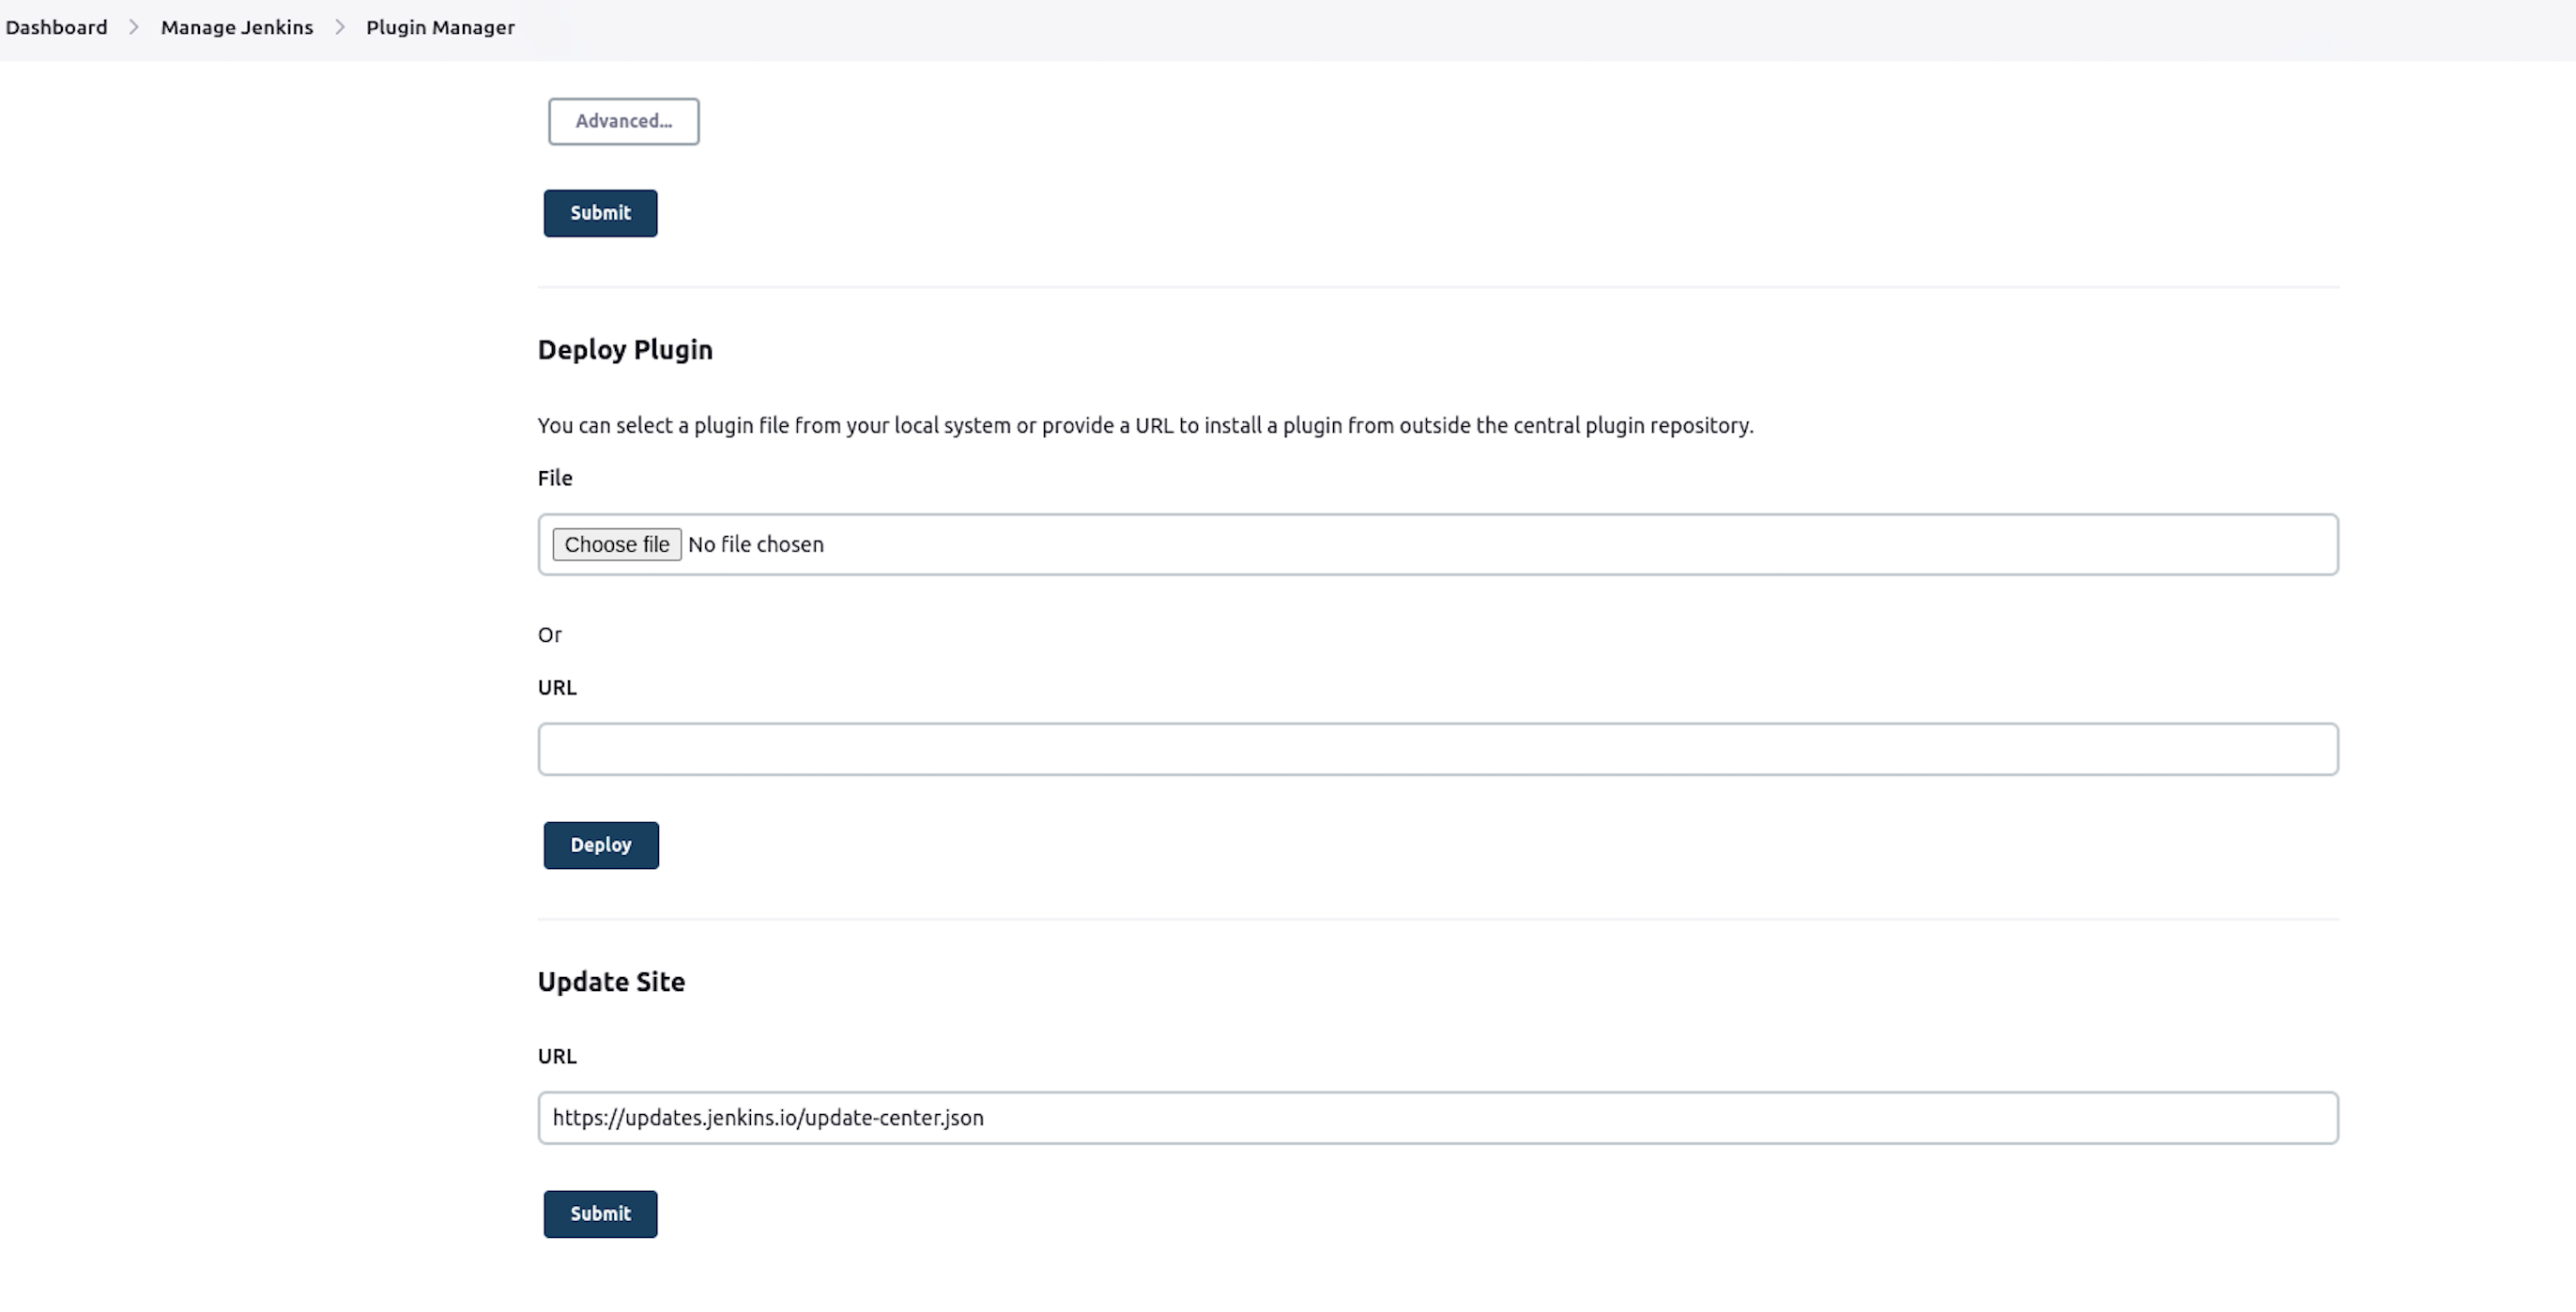 Dashboard > Manage Jenkins > Plugin Manager
Advanced...
Submit
Deploy Plugin
You can select a plugin file from your local system or provide a URL to install a plugin from outside the central plugin repository.
File
Choose file No file chosen
Or
URL
Deploy
Update Site
URL
https://updates.jenkins.io/update-center.json
Submit